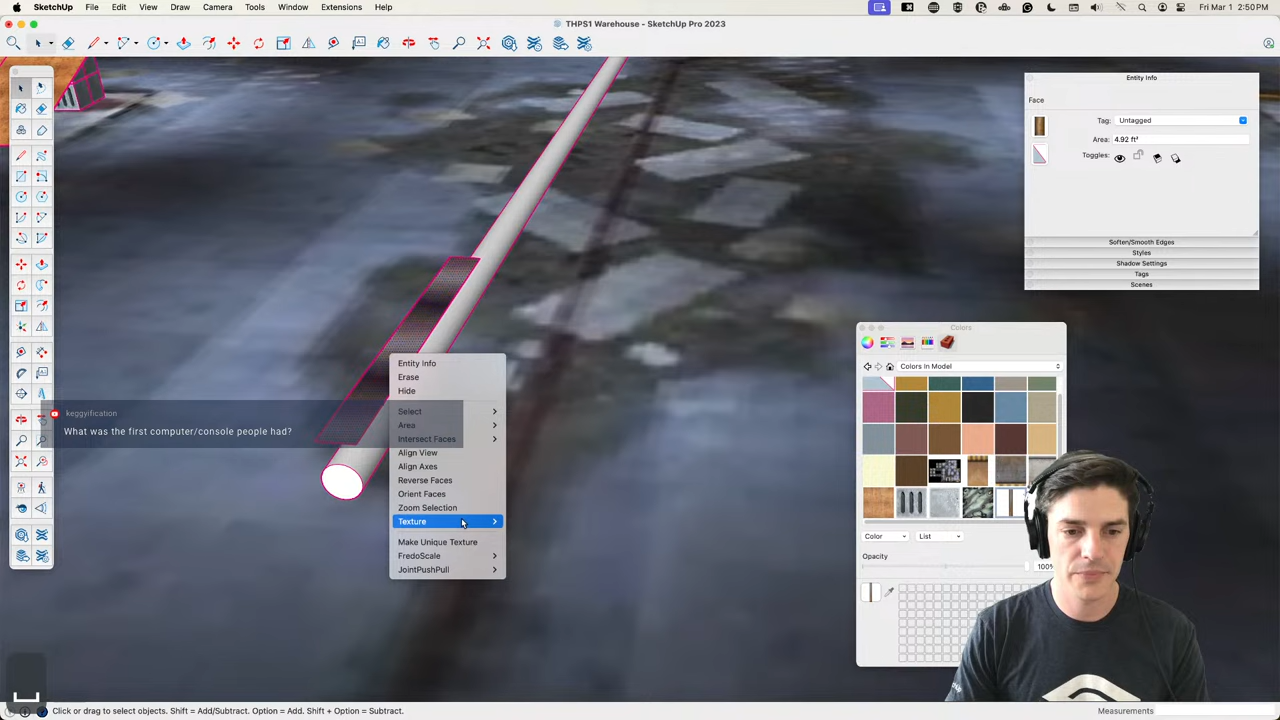 SketchUp File Edit View Draw Camera Tools Window Extensions Help
Fri Mar 1 2:50 PM
THPS1 Warehouse - SketchUp Pro 2023
Entity Info
Face
Tag: Untagged
Area: 4.92 ft²
Toggles:
Soften/Smooth Edges
Styles
Shadow Settings
Tags
Scenes
Colors
Colors In Model
Entity Info
Erase
Hide
Select
Area
Intersect Faces
Align View
Align Axes
Reverse Faces
Orient Faces
Zoom Selection
Texture
Make Unique Texture
FredoScale
JointPushPull
keggyification
What was the first computer/console people had?
Color
List
Opacity
100%
Click or drag to select objects. Shift = Add/Subtract. Option = Add. Shift + Option = Subtract.
Measurements